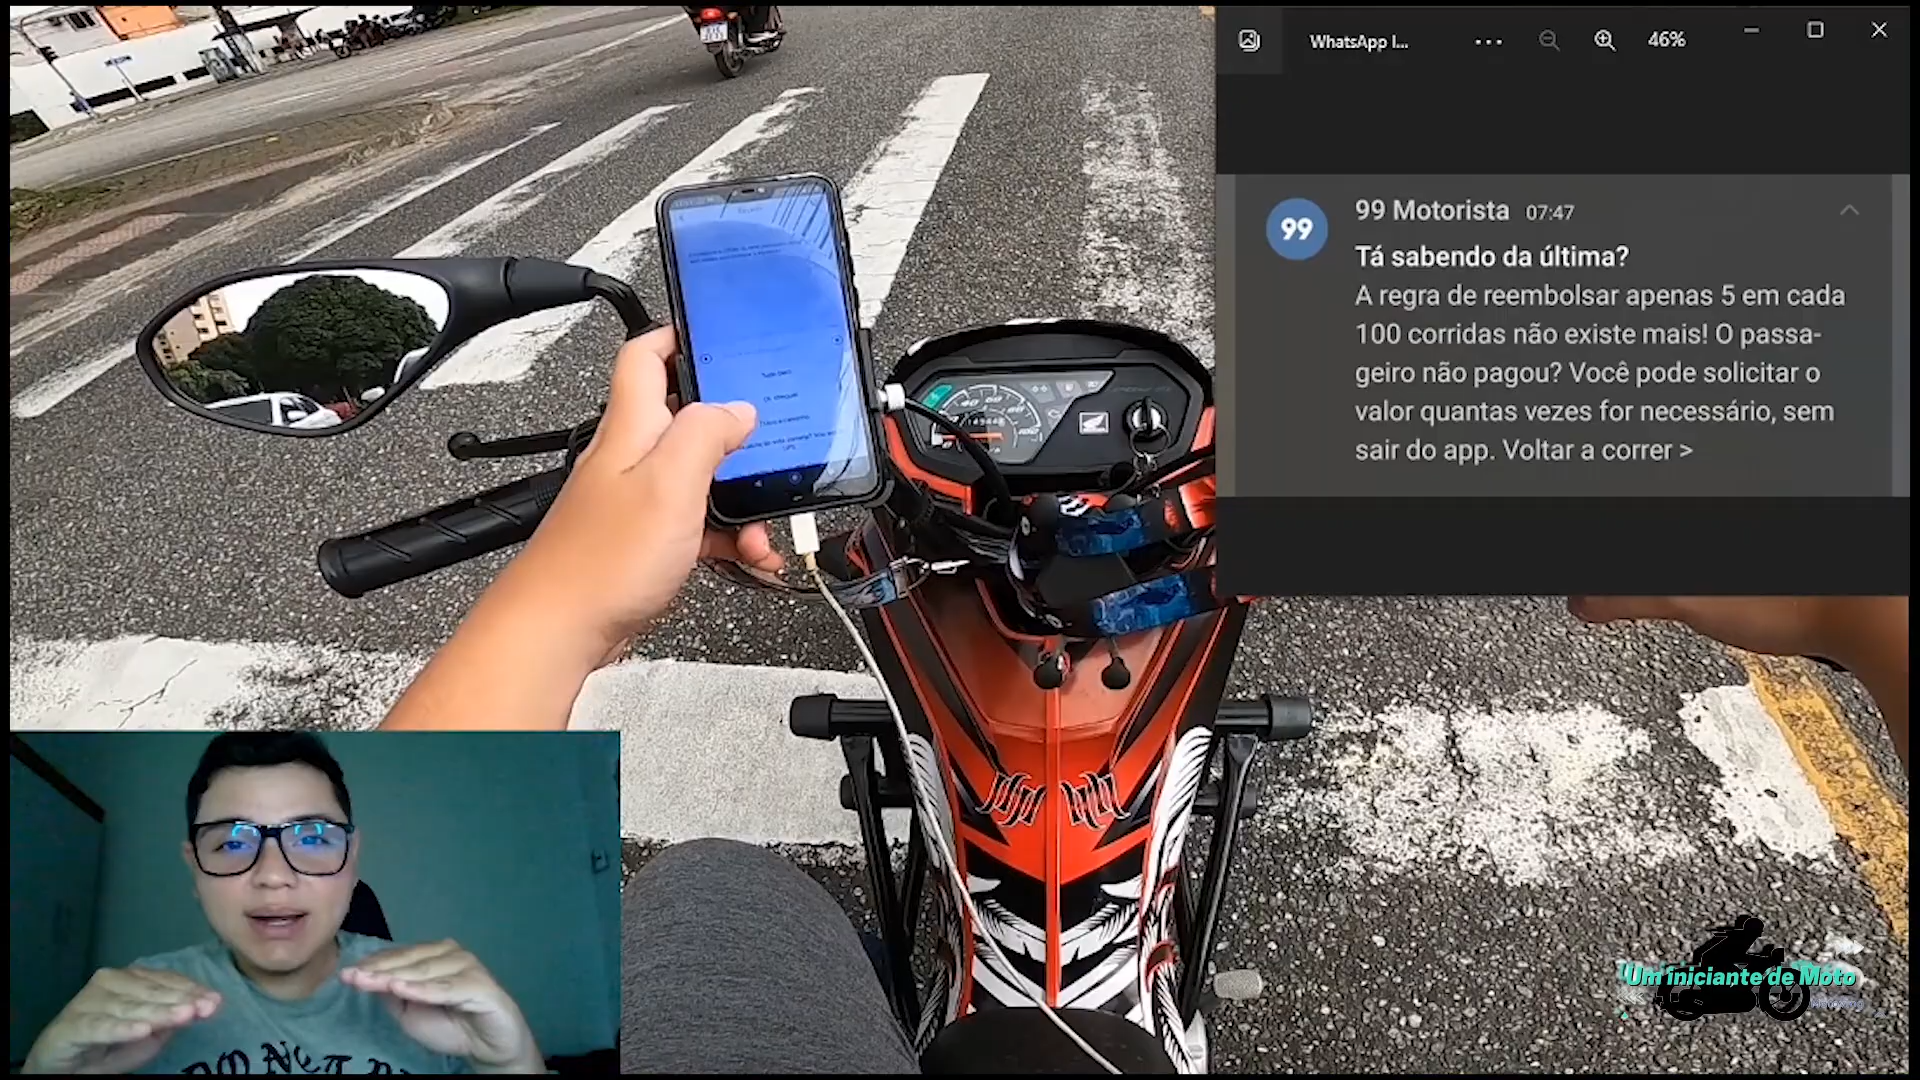 WhatsApp I...
46%
99
99 Motorista 07:47
Tá sabendo da última?
A regra de reembolsar apenas 5 em cada
100 corridas não existe mais! O passa-
geiro não pagou? Você pode solicitar o
valor quantas vezes for necessário, sem
sair do app. Voltar a correr >
Um iniciante de Moto